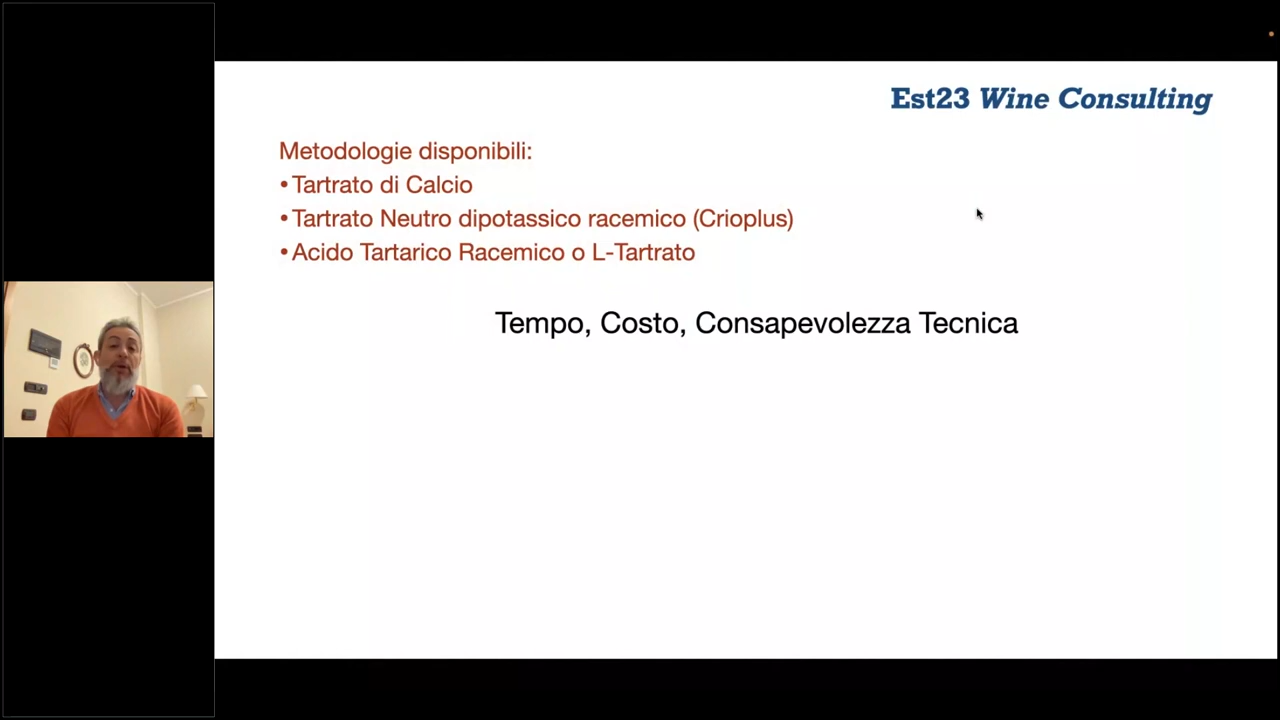 Est23 Wine Consulting
Metodologie disponibili:
•Tartrato di Calcio
•Tartrato Neutro dipotassico racemico (Crioplus)
•Acido Tartarico Racemico o L-Tartrato
Tempo, Costo, Consapevolezza Tecnica